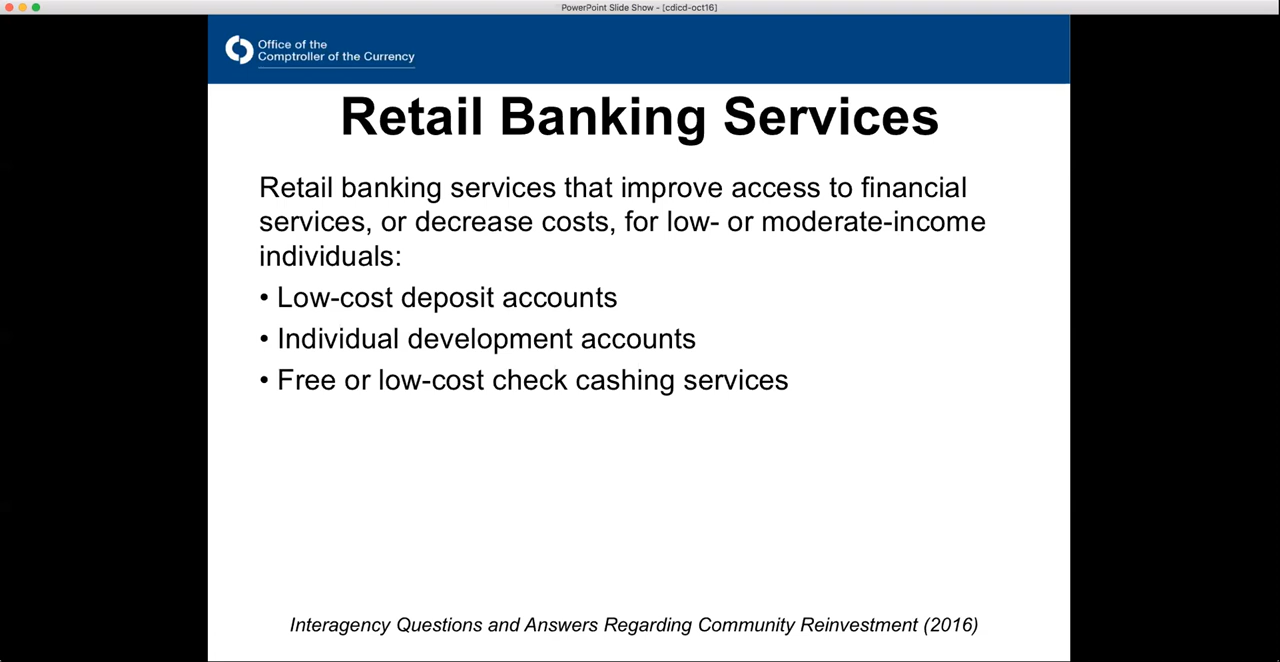 PowerPoint Slide Show - [cdicd-oct16]
Office of the
Comptroller of the Currency
Retail Banking Services
Retail banking services that improve access to financial
services, or decrease costs, for low- or moderate-income
individuals:
• Low-cost deposit accounts
• Individual development accounts
• Free or low-cost check cashing services
Interagency Questions and Answers Regarding Community Reinvestment (2016)